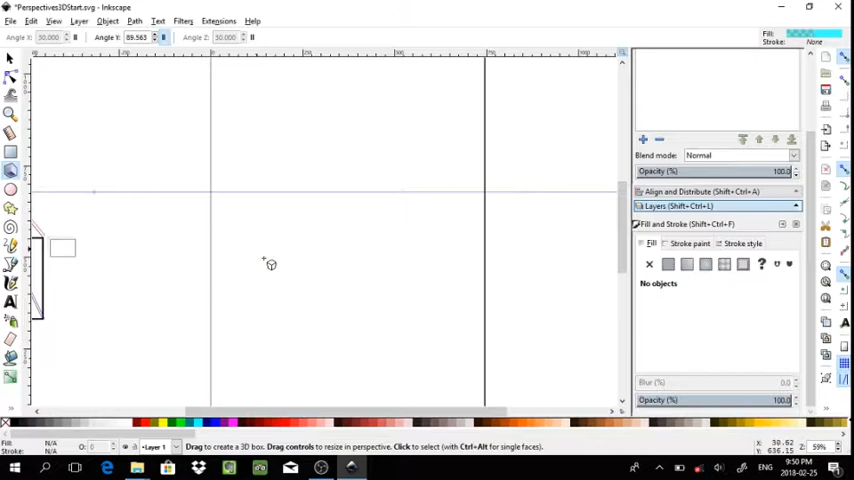 *Perspectives3DStart.svg - Inkscape
File Edit View Layer Object Path Text Filters Extensions Help
Angle X: 30.000 Angle Y: 89.563 Angle Z: 30.000
Fill:
Stroke: None
Blend mode: Normal
Opacity (%) 100.0
Align and Distribute (Shift+Ctrl+A)
Layers (Shift+Ctrl+L)
Fill and Stroke (Shift+Ctrl+F)
Fill Stroke paint Stroke style
No objects
Blur (%) 0.0
Opacity (%) 100.0
Fill: N/A
Stroke: N/A
O: 0
Layer 1
Drag to create a 3D box. Drag controls to resize in perspective. Click to select (with Ctrl+Alt for single faces).
X: 30.62
Y: 636.15
Z: 59%
ENG
9:50 PM
2018-02-25